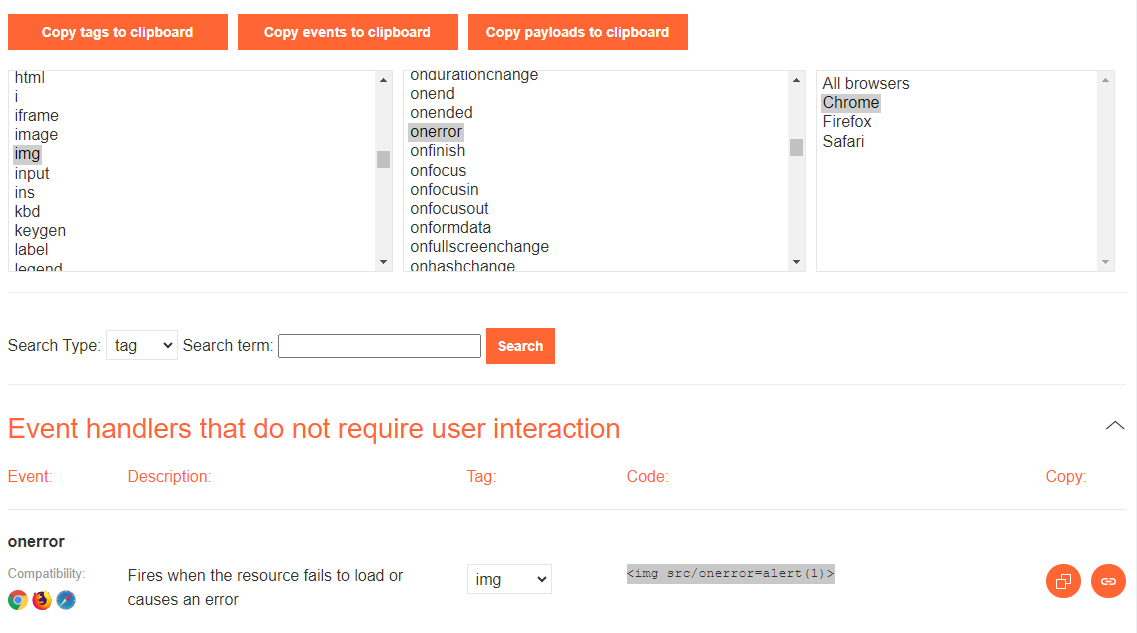 Copy tags to clipboard
Copy events to clipboard
Copy payloads to clipboard
html
i
iframe
image
img
input
ins
kbd
keygen
label
legend
ondurationchange
onend
onended
onerror
onfinish
onfocus
onfocusin
onfocusout
onformdata
onfullscreenchange
onhashchange
All browsers
Chrome
Firefox
Safari
Search Type: tag Search term: Search
Event handlers that do not require user interaction
Event: Description: Tag: Code: Copy:
onerror
Compatibility:
Fires when the resource fails to load or
causes an error
img
<img src/onerror=alert(1)>